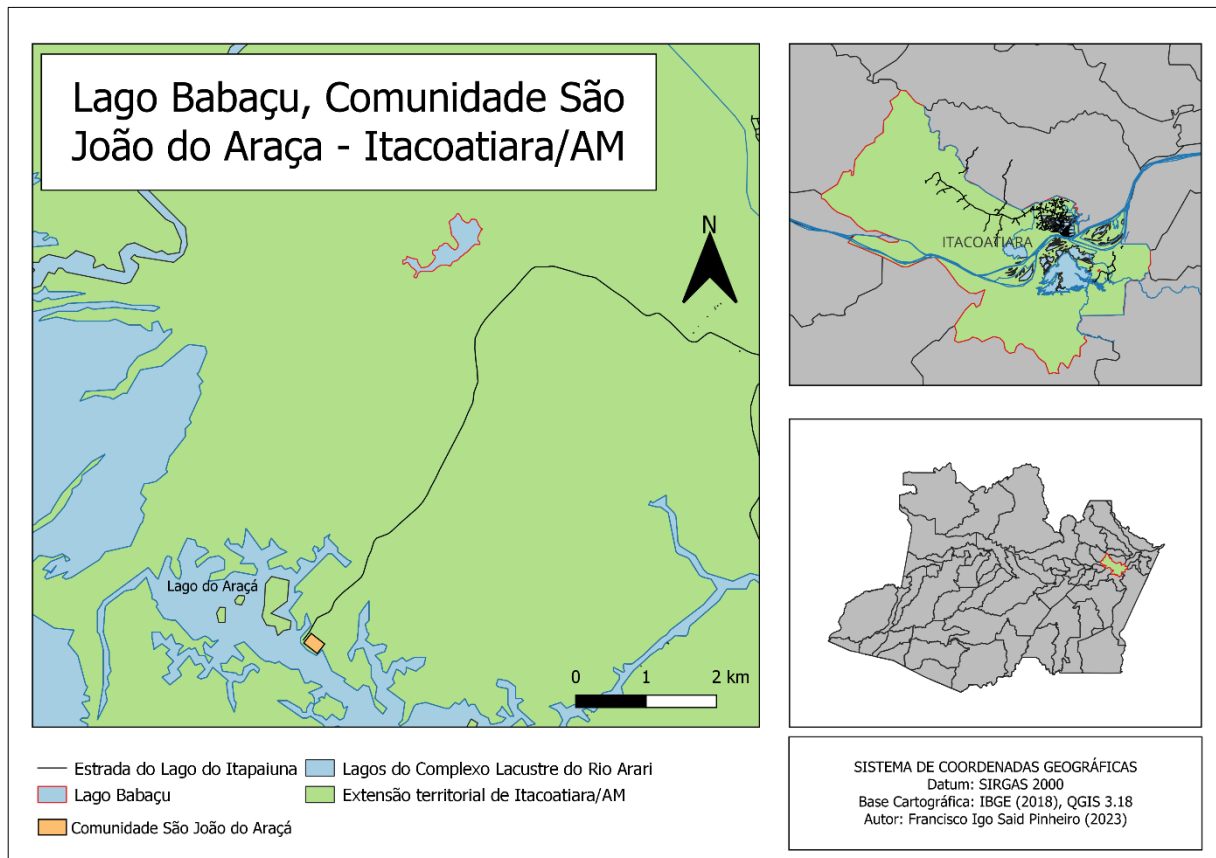 Lago Babaçu, Comunidade São
João do Araça - Itacoatiara/AM
N
Lago do Araçá
0 1 2 km
ITACOATIARA
Estrada do Lago do Itapaiuna
Lagos do Complexo Lacustre do Rio Arari
Lago Babaçu
Extensão territorial de Itacoatiara/AM
Comunidade São João do Araçá
SISTEMA DE COORDENADAS GEOGRÁFICAS
Datum: SIRGAS 2000
Base Cartográfica: IBGE (2018), QGIS 3.18
Autor: Francisco Igo Said Pinheiro (2023)